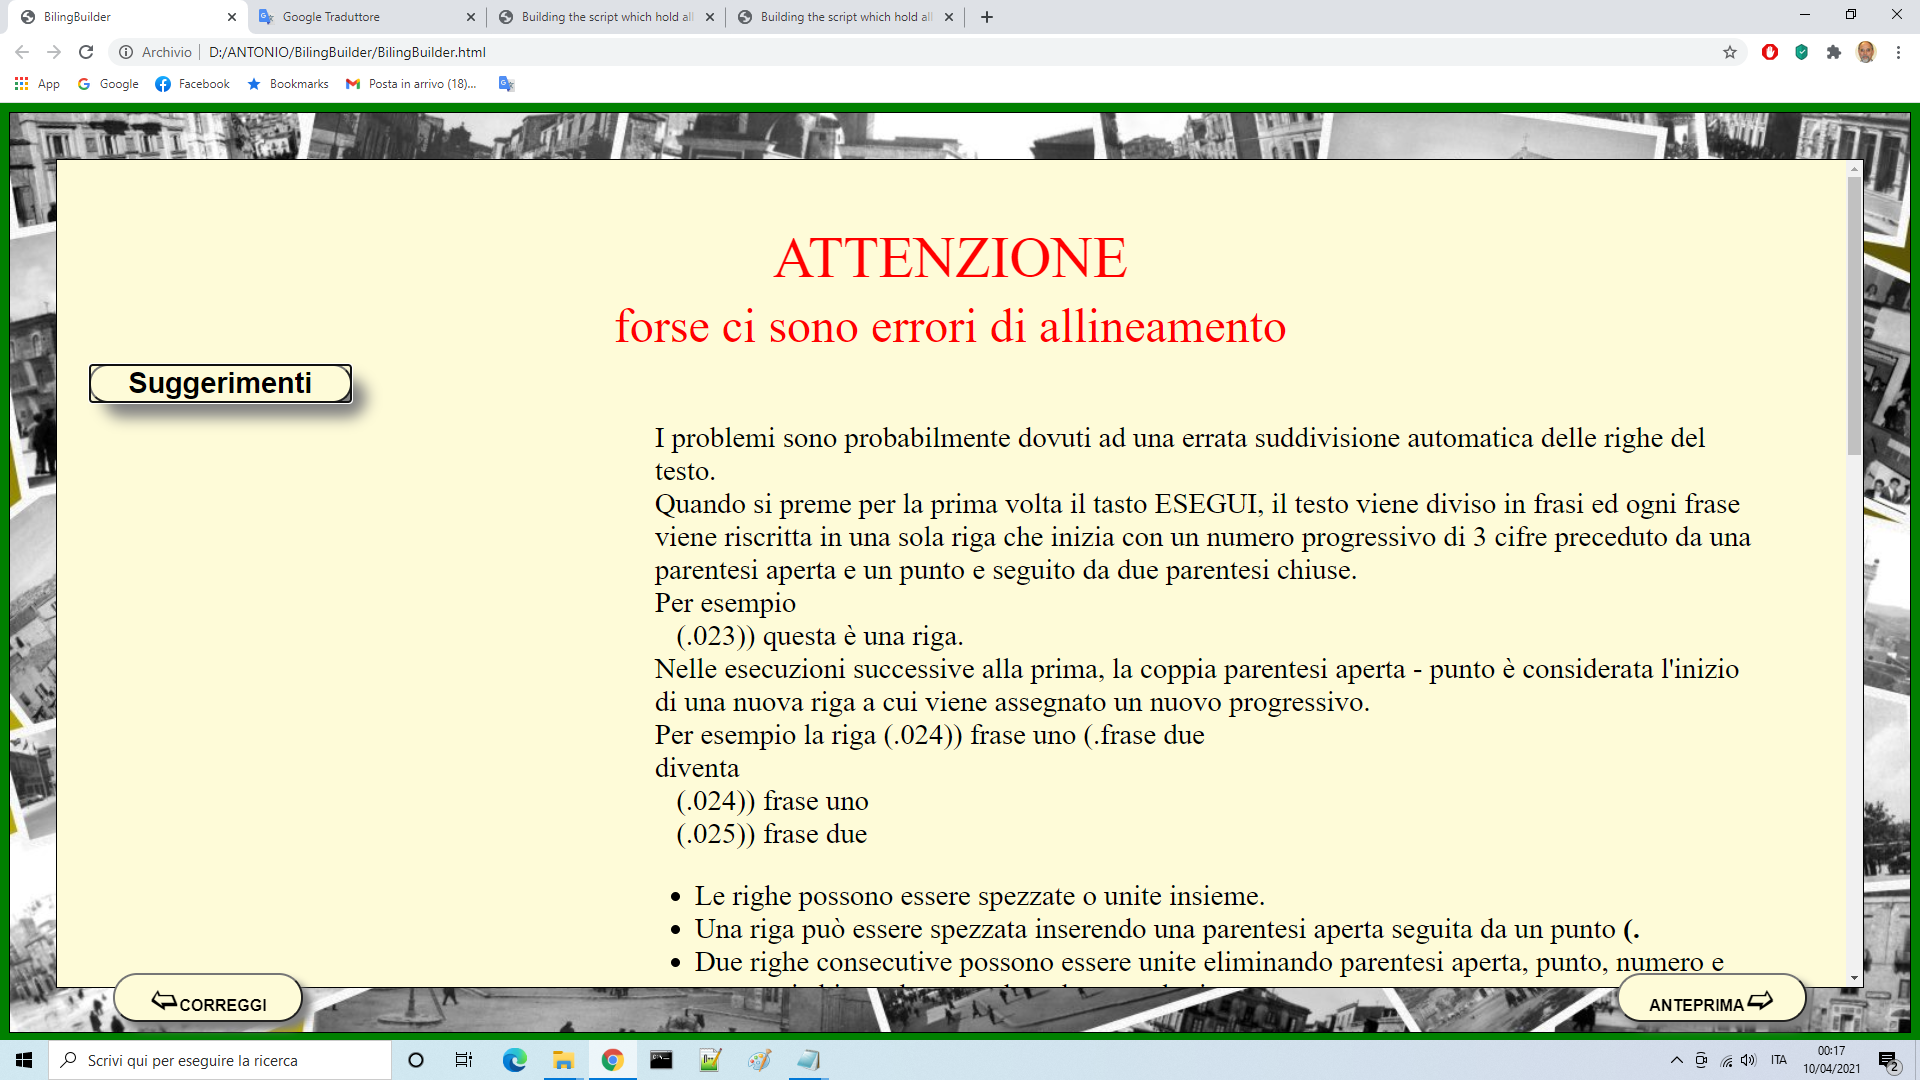 BilingBuilder
Google Traduttore
Building the script which hold all
Building the script which hold all
Archivio
D:/ANTONIO/BilingBuilder/BilingBuilder.html
App
Google
Facebook
Bookmarks
Posta in arrivo (18)...
ATTENZIONE
forse ci sono errori di allineamento
Suggerimenti
I problemi sono probabilmente dovuti ad una errata suddivisione automatica delle righe del
testo.
Quando si preme per la prima volta il tasto ESEGUI, il testo viene diviso in frasi ed ogni frase
viene riscritta in una sola riga che inizia con un numero progressivo di 3 cifre preceduto da una
parentesi aperta e un punto e seguito da due parentesi chiuse.
Per esempio
(.023)) questa è una riga.
Nelle esecuzioni successive alla prima, la coppia parentesi aperta - punto è considerata l'inizio
di una nuova riga a cui viene assegnato un nuovo progressivo.
Per esempio la riga (.024)) frase uno (.frase due
diventa
(.024)) frase uno
(.025)) frase due
• Le righe possono essere spezzate o unite insieme.
• Una riga può essere spezzata inserendo una parentesi aperta seguita da un punto (.
• Due righe consecutive possono essere unite eliminando parentesi aperta, punto, numero e
CORREGGI
ANTEPRIMA
Scrivi qui per eseguire la ricerca
ITA
00:17
10/04/2021
2